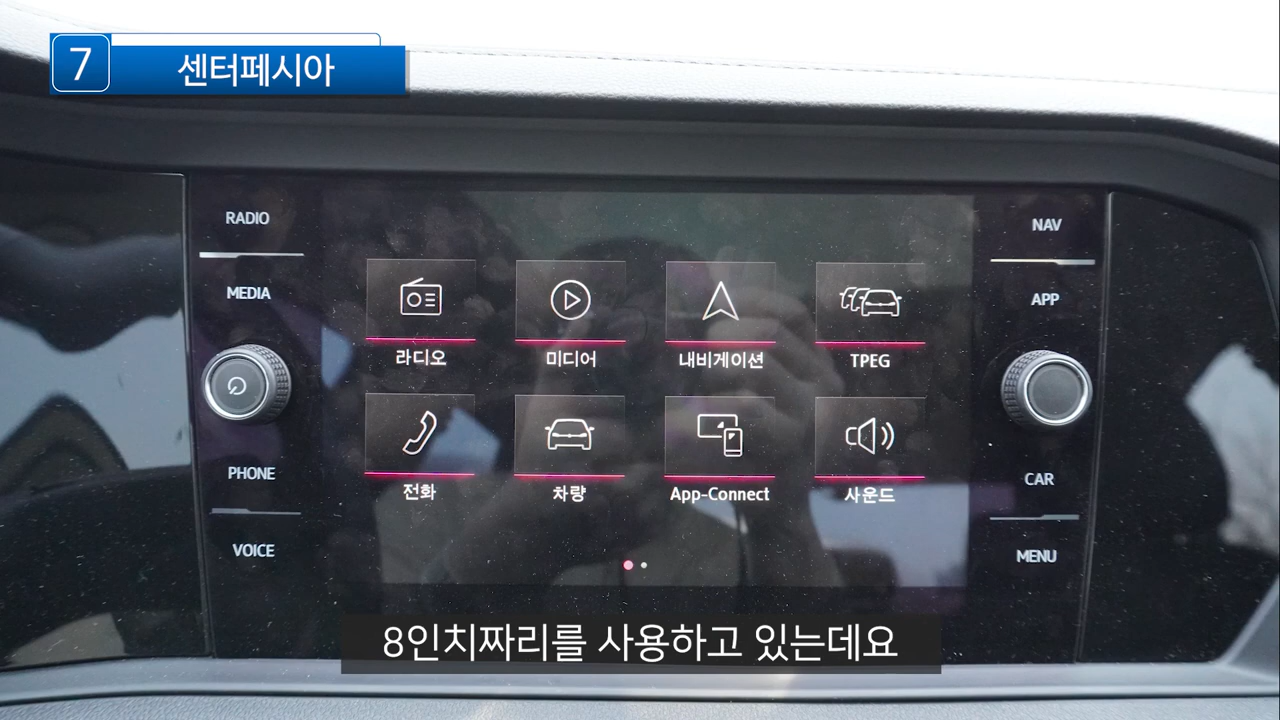 7 센터페시아
RADIO
MEDIA
PHONE
VOICE
라디오 미디어 내비게이션 TPEG
전화 차량 App-Connect 사운드
NAV
APP
CAR
MENU
8인치짜리를 사용하고 있는데요